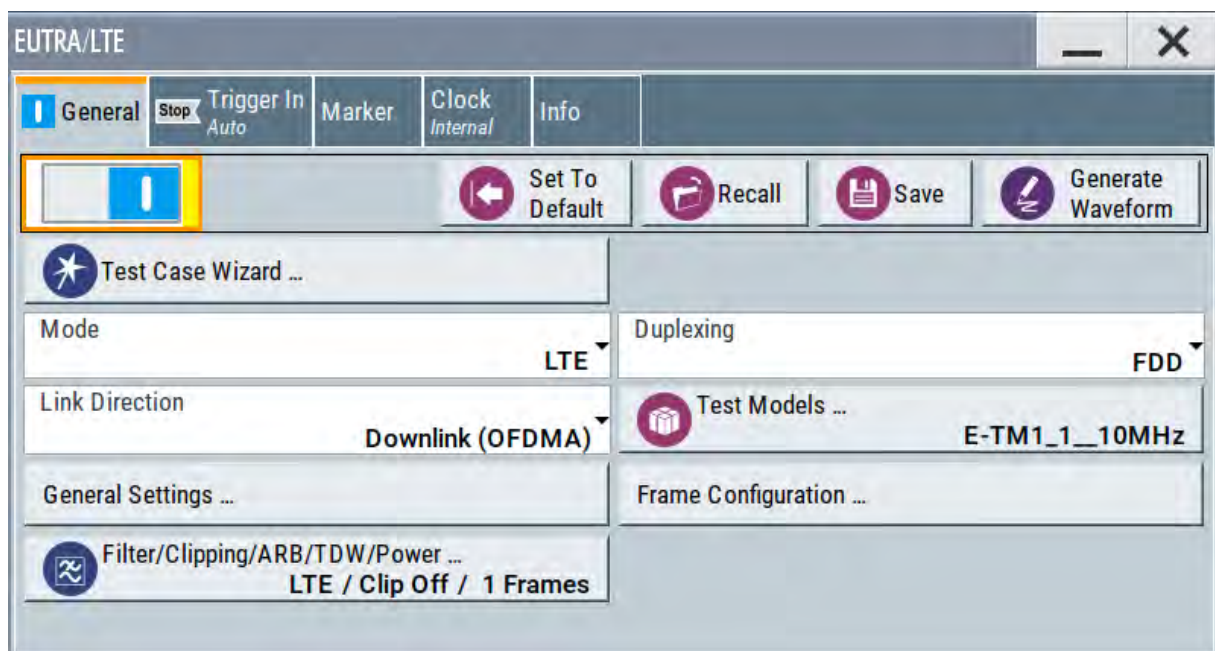 EUTRA/LTE
General
Stop
Trigger In
Auto
Marker
Clock
Internal
Info
Set To
Default
Recall
Save
Generate
Waveform
Test Case Wizard ...
Mode
LTE
Duplexing
FDD
Link Direction
Downlink (OFDMA)
Test Models ...
E-TM1_1__10MHz
General Settings ...
Frame Configuration ...
Filter/Clipping/ARB/TDW/Power ...
LTE / Clip Off / 1 Frames